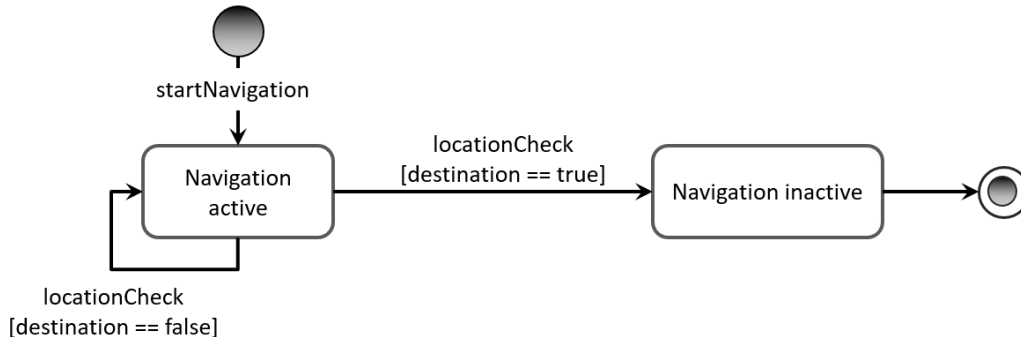 startNavigation
locationCheck
[destination == true]
Navigation
active
Navigation inactive
locationCheck
[destination == false]